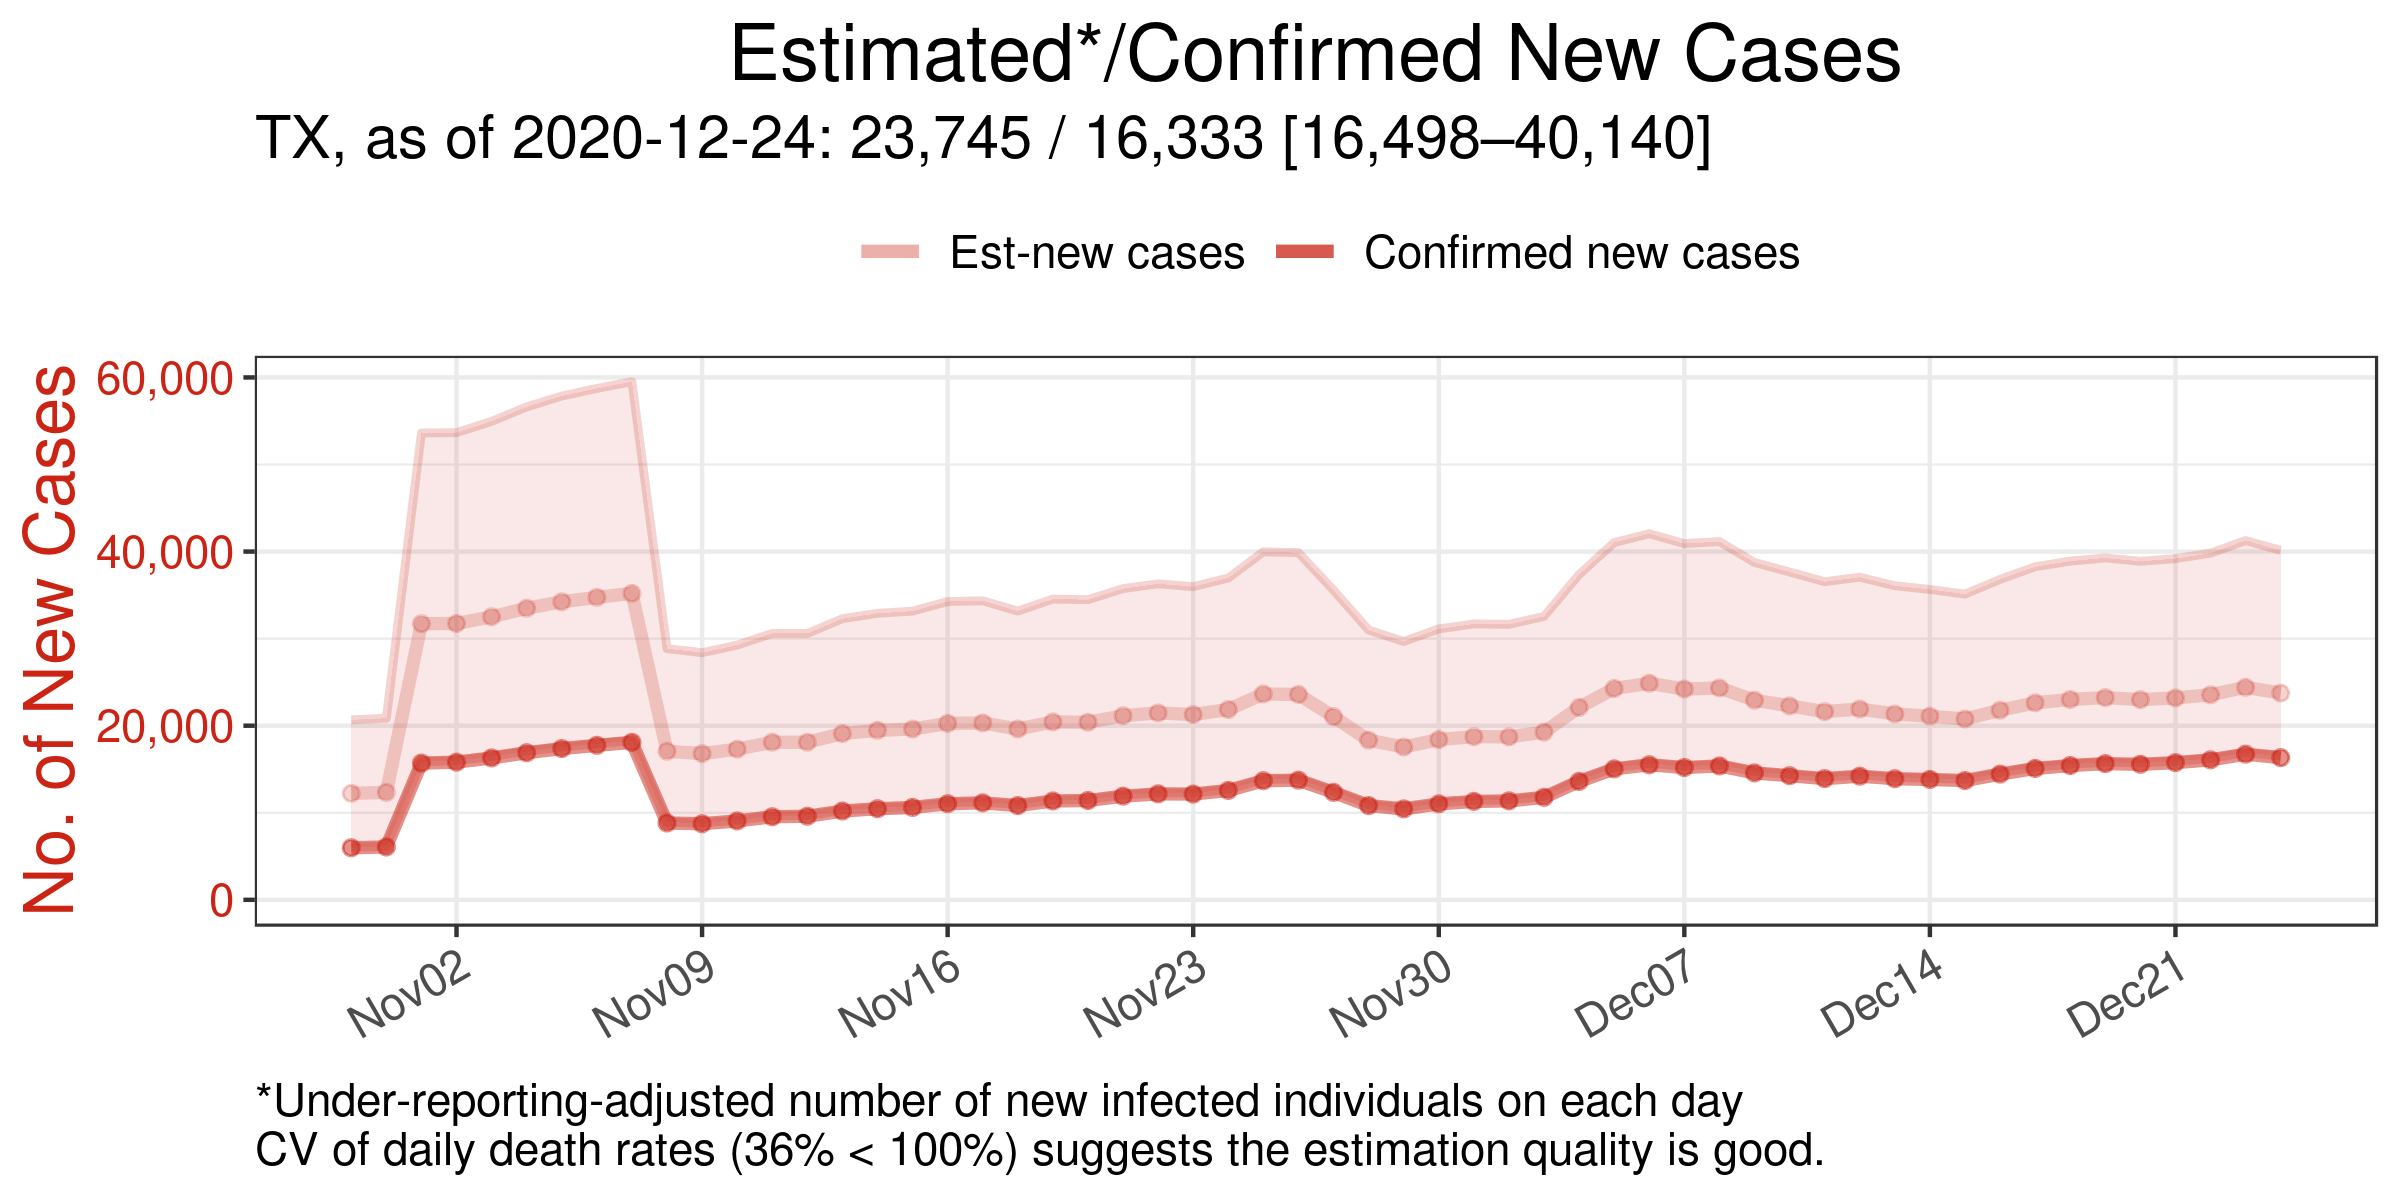 Estimated*/Confirmed New Cases
TX, as of 2020-12-24: 23,745 / 16,333 [16,498–40,140]
Est-new cases
Confirmed new cases
No. of New Cases
60,000
40,000
20,000
0
Nov02
Nov09
Nov16
Nov23
Nov30
Dec07
Dec14
Dec21
*Under-reporting-adjusted number of new infected individuals on each day
CV of daily death rates (36% < 100%) suggests the estimation quality is good.